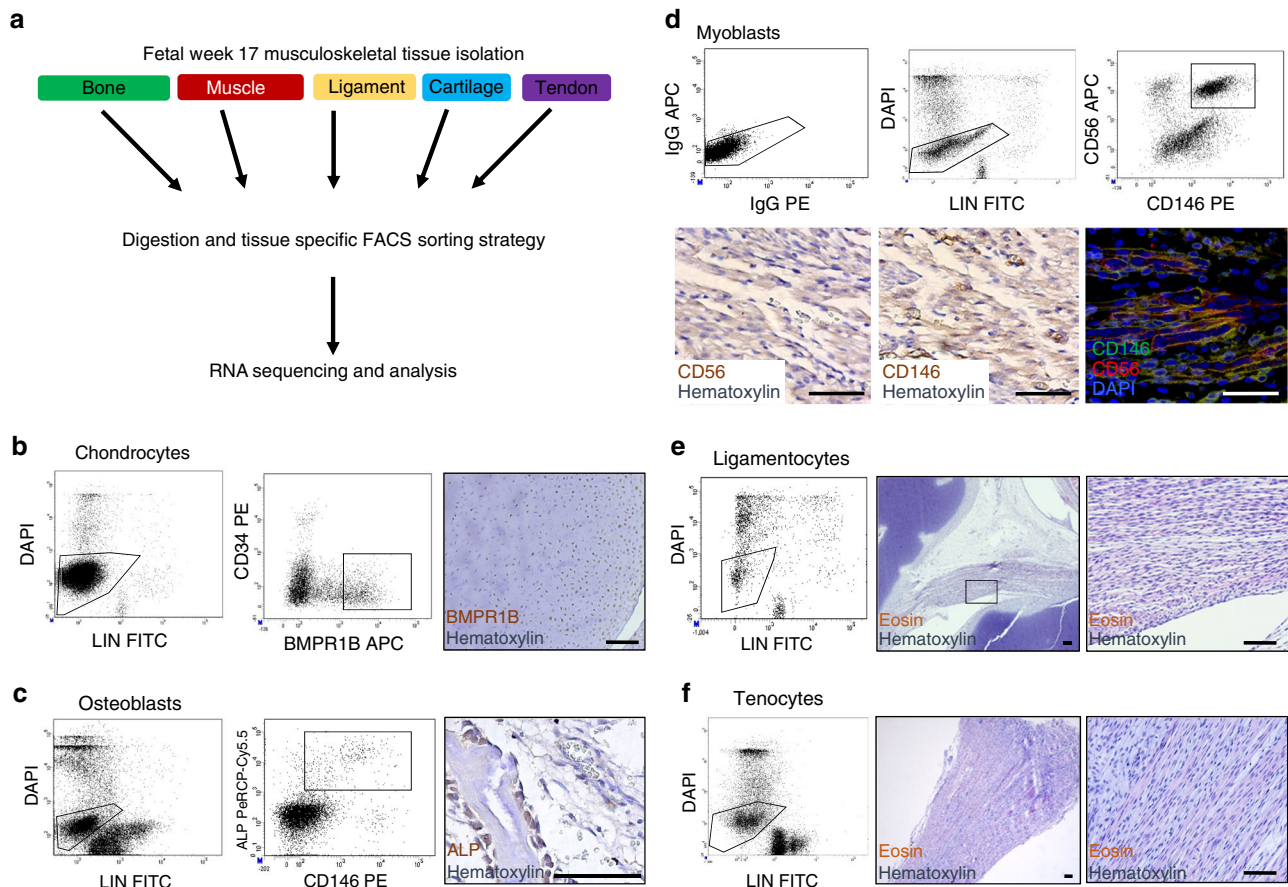 a
Fetal week 17 musculoskeletal tissue isolation
Bone Muscle Ligament Cartilage Tendon
Digestion and tissue specific FACS sorting strategy
RNA sequencing and analysis
b
Chondrocytes
DAPI
LIN FITC
CD34 PE
BMPR1B APC
BMPR1B
Hematoxylin
c
Osteoblasts
DAPI
LIN FITC
ALP PeRCP-Cy5.5
CD146 PE
ALP
Hematoxylin
d
Myoblasts
IgG APC
IgG PE
DAPI
LIN FITC
CD56 APC
CD146 PE
CD56
Hematoxylin
CD146
Hematoxylin
CD146
CD56
DAPI
e
Ligamentocytes
DAPI
LIN FITC
Eosin
Hematoxylin
Eosin
Hematoxylin
f
Tenocytes
DAPI
LIN FITC
Eosin
Hematoxylin
Eosin
Hematoxylin